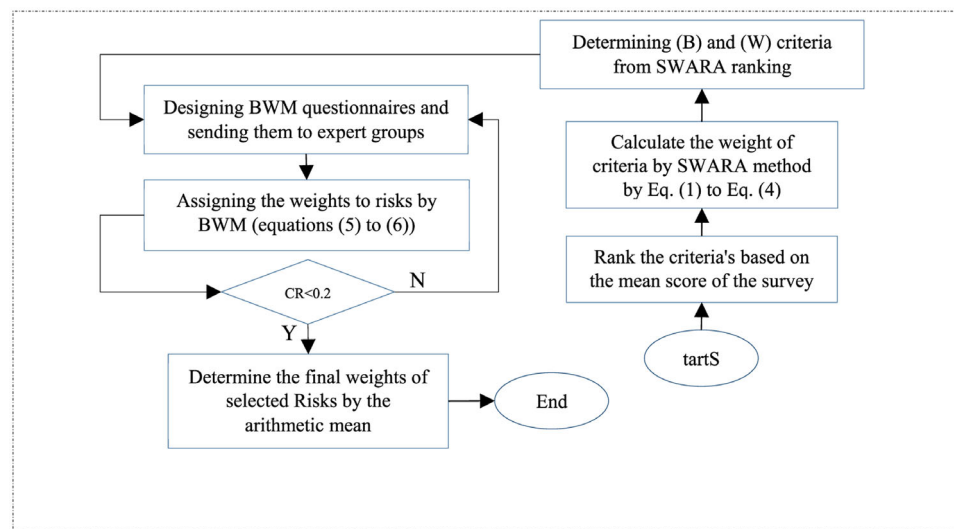 Determining (B) and (W) criteria
from SWARA ranking
Designing BWM questionnaires and
sending them to expert groups
Calculate the weight of
criteria by SWARA method
by Eq. (1) to Eq. (4)
Assigning the weights to risks by
BWM (equations (5) to (6))
Rank the criteria's based on
the mean score of the survey
CR<0.2
N
Y
tartS
Determine the final weights of
selected Risks by the
arithmetic mean
End